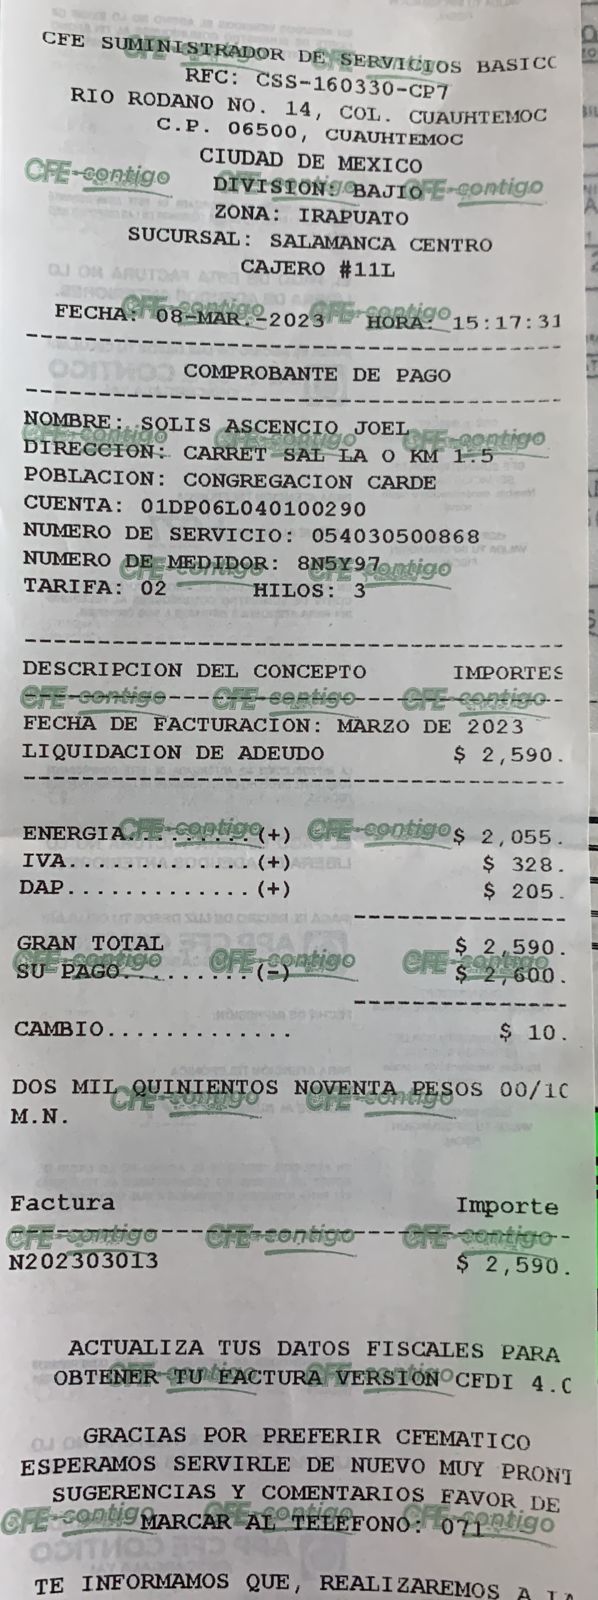 CFE SUMINISTRADOR DE SERVICIOS BASICO
RFC: CSS-160330-CP7
RIO RODANO NO. 14, COL. CUAUHTEMOC
C.P. 06500, CUAUHTEMOC
CIUDAD DE MEXICO
DIVISION: BAJIO
ZONA: IRAPUATO
SUCURSAL: SALAMANCA CENTRO
CAJERO #11L
FECHA: 08-MAR.-2023 HORA: 15:17:31
COMPROBANTE DE PAGO
NOMBRE: SOLIS ASCENCIO JOEL
DIRECCION: CARRET SAL LA O KM 1.5
POBLACION: CONGREGACION CARDE
CUENTA: 01DP06L040100290
NUMERO DE SERVICIO: 054030500868
NUMERO DE MEDIDOR: 8N5Y97
TARIFA: 02 HILOS: 3
DESCRIPCION DEL CONCEPTO IMPORTES
FECHA DE FACTURACION: MARZO DE 2023
LIQUIDACION DE ADEUDO $ 2,590.
ENERGIA..........(+) $ 2,055.
IVA.............(+) $ 328.
DAP.............(+) $ 205.
GRAN TOTAL $ 2,590.
SU PAGO.........(-) $ 2,600.
CAMBIO............. $ 10.
DOS MIL QUINIENTOS NOVENTA PESOS 00/10
M.N.
Factura Importe
N202303013 $ 2,590.
ACTUALIZA TUS DATOS FISCALES PARA
OBTENER TU FACTURA VERSION CFDI 4.0
GRACIAS POR PREFERIR CFEMATICO
ESPERAMOS SERVIRLE DE NUEVO MUY PRONT
SUGERENCIAS Y COMENTARIOS FAVOR DE
MARCAR AL TELEFONO: 071
TE INFORMAMOS QUE, REALIZAREMOS A LA